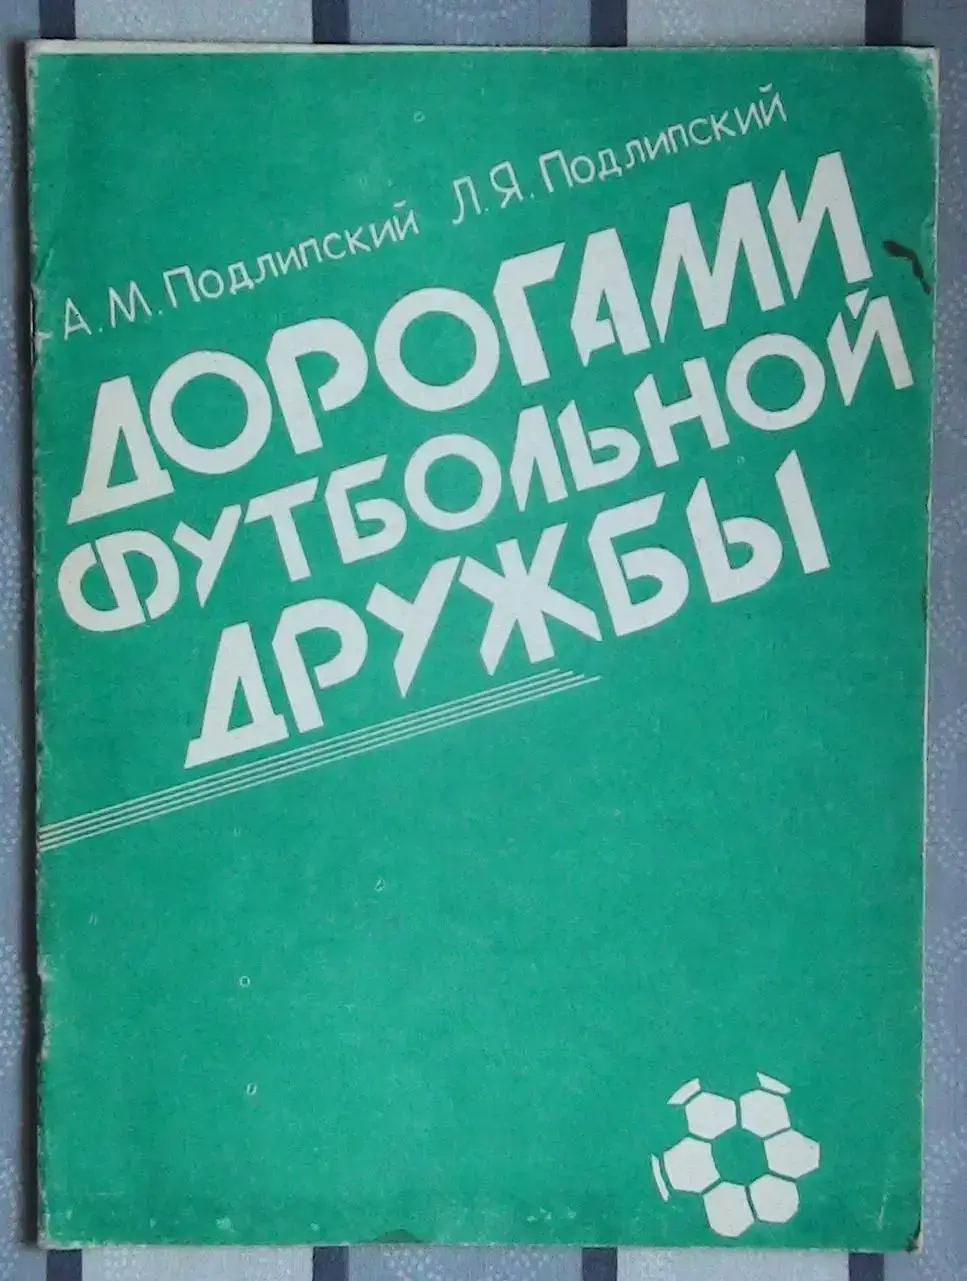 А.М.Подлипский Л.Я.Подлипский
ДОРОГАМИ
ФУТБОЛЬНОЙ
ДРУЖБЫ